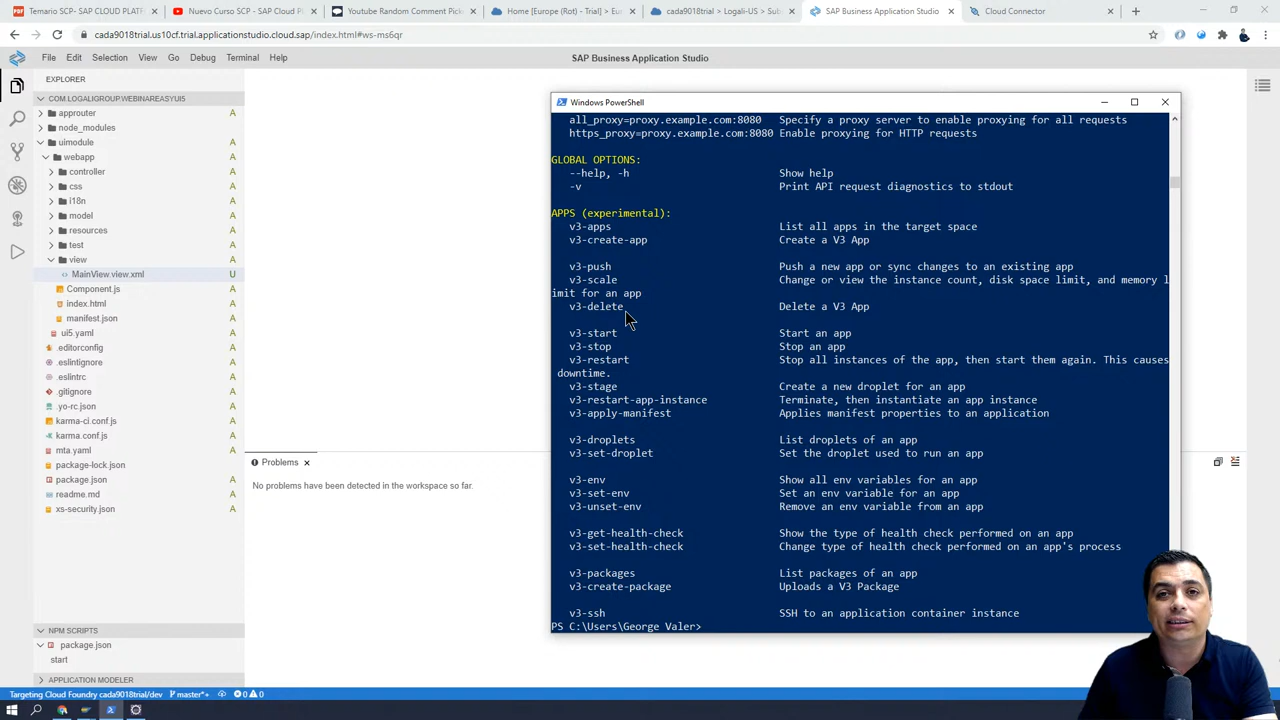 Temario SCP- SAP CLOUD PLATF
Nuevo Curso SCP - SAP Cloud P
Youtube Random Comment Picke
Home [Europe (Rot) - Trial] > Eu
cada9018trial > Logali-US > Sub
SAP Business Application Studio
Cloud Connector
cada9018trial.us10cf.trial.applicationstudio.cloud.sap/index.html#ws-ms6qr
File Edit Selection View Go Debug Terminal Help
SAP Business Application Studio
EXPLORER
COM.LOGALIGROUP.WEBINAREASYUI5
approuter A
node_modules A
uimodule A
webapp A
controller A
css A
i18n A
model A
resources A
test A
view A
MainView.view.xml U
Component.js A
index.html A
manifest.json A
ui5.yaml A
.editorconfig A
.eslintignore A
.eslintrc A
.gitignore A
yo-rc.json A
karma-ci.conf.js A
karma.conf.js A
mta.yaml A
package-lock.json A
package.json A
readme.md A
xs-security.json A
NPM SCRIPTS
package.json
start
APPLICATION MODELER
Problems
No problems have been detected in the workspace so far.
Windows PowerShell
all_proxy=proxy.example.com:8080 Specify a proxy server to enable proxying for all requests
https_proxy=proxy.example.com:8080 Enable proxying for HTTP requests
GLOBAL OPTIONS:
--help, -h Show help
-v Print API request diagnostics to stdout
APPS (experimental):
v3-apps List all apps in the target space
v3-create-app Create a V3 App
v3-push Push a new app or sync changes to an existing app
v3-scale Change or view the instance count, disk space limit, and memory l
imit for an app
v3-delete Delete a V3 App
v3-start Start an app
v3-stop Stop an app
v3-restart Stop all instances of the app, then start them again. This causes
downtime.
v3-stage Create a new droplet for an app
v3-restart-app-instance Terminate, then instantiate an app instance
v3-apply-manifest Applies manifest properties to an application
v3-droplets List droplets of an app
v3-set-droplet Set the droplet used to run an app
v3-env Show all env variables for an app
v3-set-env Set an env variable for an app
v3-unset-env Remove an env variable from an app
v3-get-health-check Show the type of health check performed on an app
v3-set-health-check Change type of health check performed on an app's process
v3-packages List packages of an app
v3-create-package Uploads a V3 Package
v3-ssh SSH to an application container instance
PS C:\Users\George Valer>
Targeting Cloud Foundry cada9018trial/dev master*+ 0 0